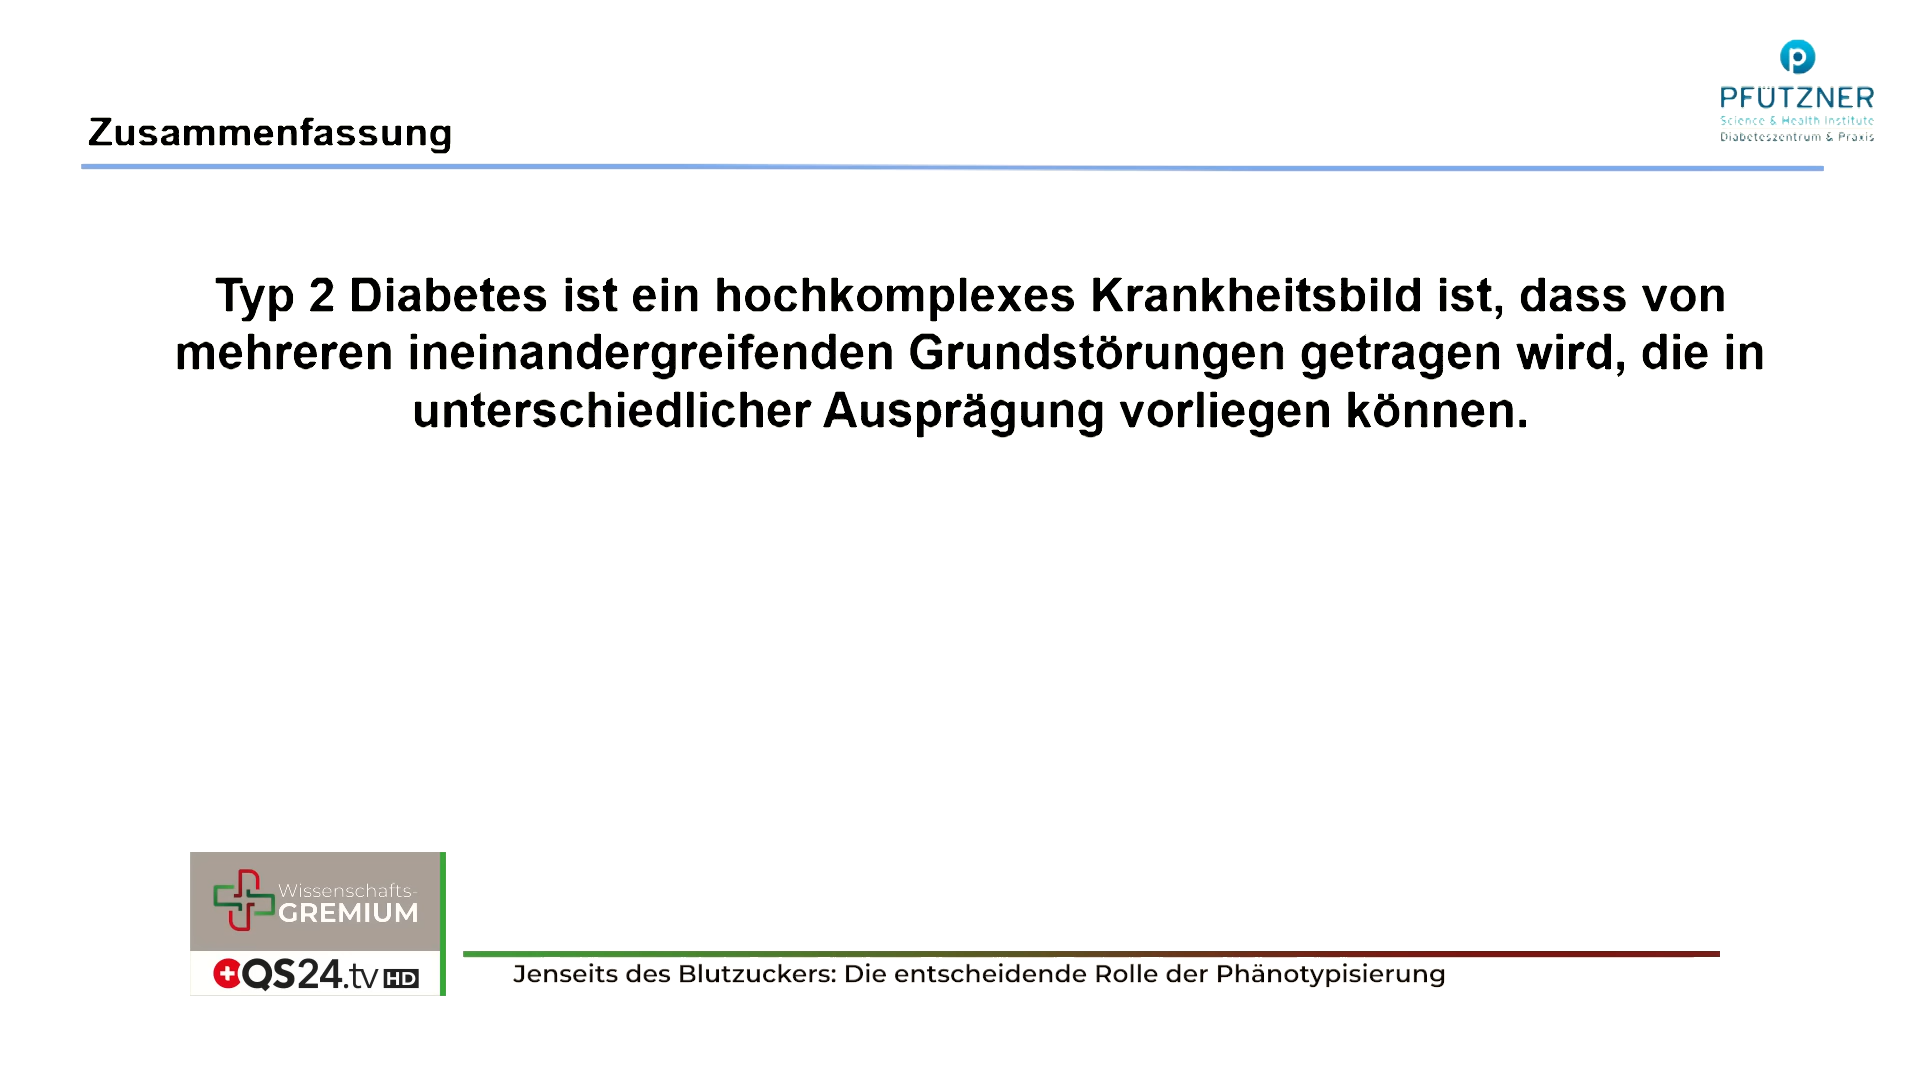 PFÜTZNER
Science & Health Institute
Diabeteszentrum & Praxis
Zusammenfassung
Typ 2 Diabetes ist ein hochkomplexes Krankheitsbild ist, dass von
mehreren ineinandergreifenden Grundstörungen getragen wird, die in
unterschiedlicher Ausprägung vorliegen können.
Wissenschafts-
GREMIUM
QS24.tv HD
Jenseits des Blutzuckers: Die entscheidende Rolle der Phänotypisierung